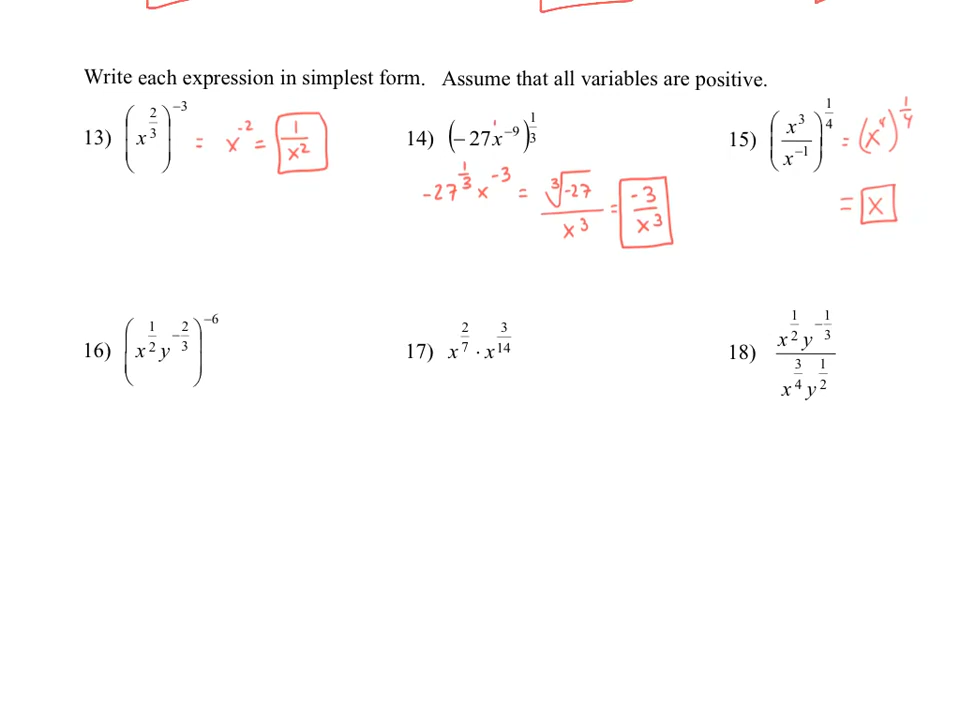 Write each expression in simplest form. Assume that all variables are positive.
13) (x^(2/3))^(−3) = x^(-2) = 1/x²
14) (−27x^(−9))^(1/3)
-27^(1/3) x^(-3) = ∛-27 / x³ = -3/x³
15) (x³/x^(−1))^(1/4) = (x⁴)^(1/4)
= x
16) (x^(1/2) y^(−2/3))^(−6)
17) x^(2/7) · x^(3/14)
18) x^(1/2) y^(−1/3) / x^(3/4) y^(1/2)